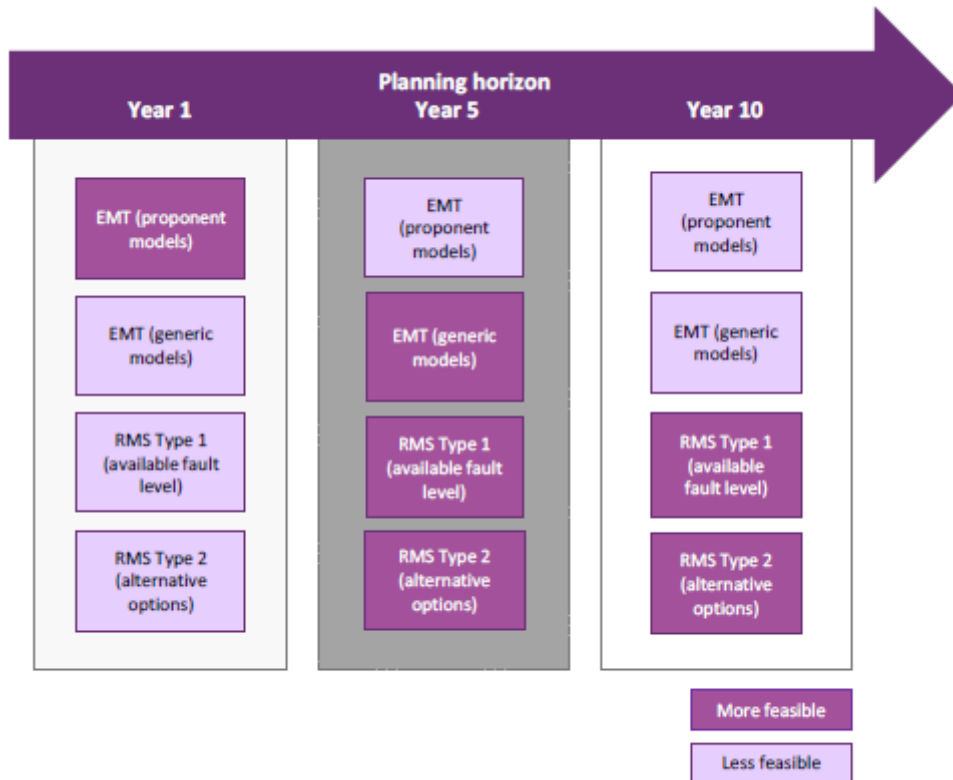 Planning horizon
Year 1
Year 5
Year 10
EMT (proponent
models)
EMT (generic
models)
RMS Type 1
(available fault
level)
RMS Type 2
(alternative
options)
EMT
(proponent
models)
EMT (generic
models)
RMS Type 1
(available fault
level)
RMS Type 2
(alternative
options)
EMT
(proponent
models)
EMT (generic
models)
RMS Type 1
(available
fault level)
RMS Type 2
(alternative
options)
More feasible
Less feasible